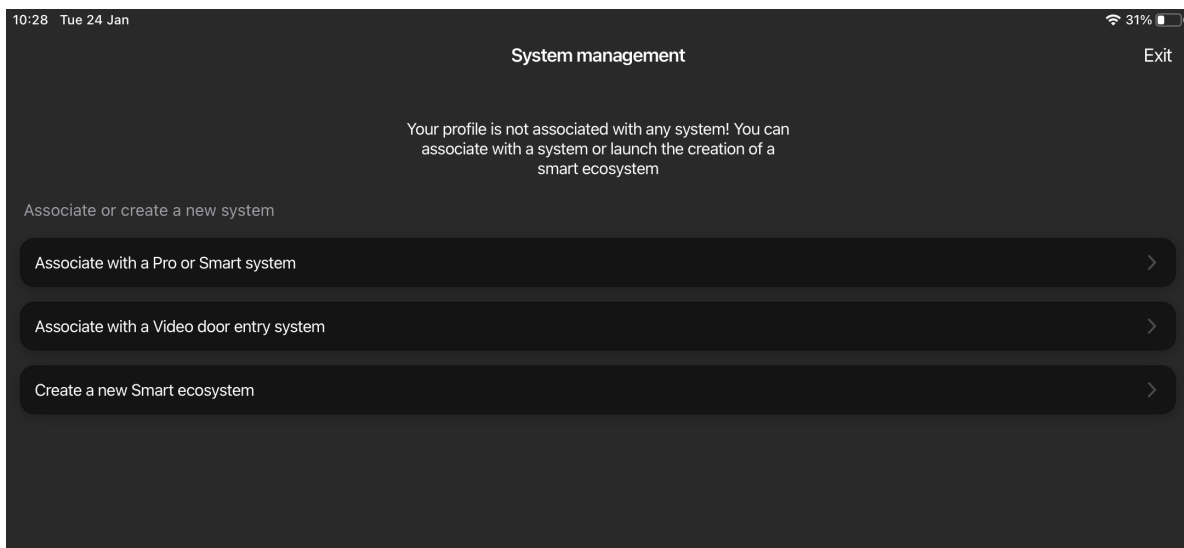 10:28 Tue 24 Jan
31%
System management
Exit
Your profile is not associated with any system! You can
associate with a system or launch the creation of a
smart ecosystem
Associate or create a new system
Associate with a Pro or Smart system
Associate with a Video door entry system
Create a new Smart ecosystem